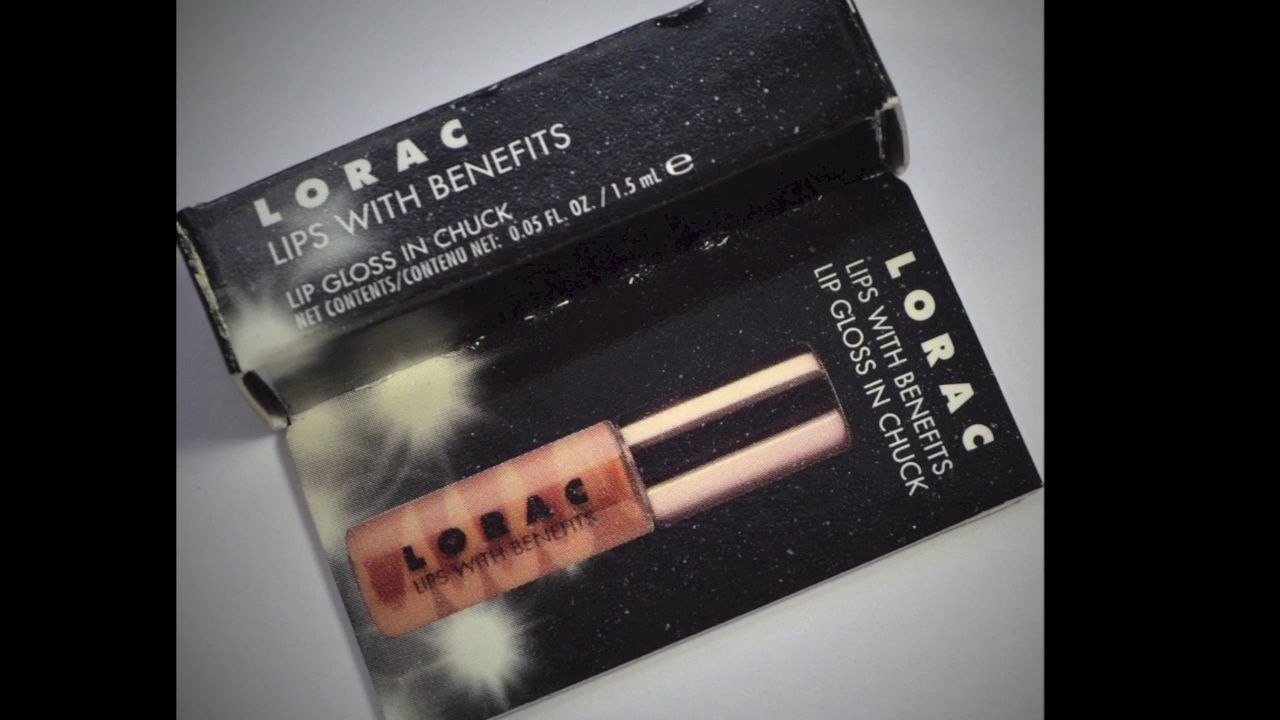 LORAC
LIPS WITH BENEFITS
LIP GLOSS IN CHUCK
NET CONTENTS/CONTENU NET: 0.05 FL. OZ. / 1.5 mL e
LORAC
LIPS WITH BENEFITS
LIP GLOSS IN CHUCK
LORAC
LIPS WITH BENEFITS